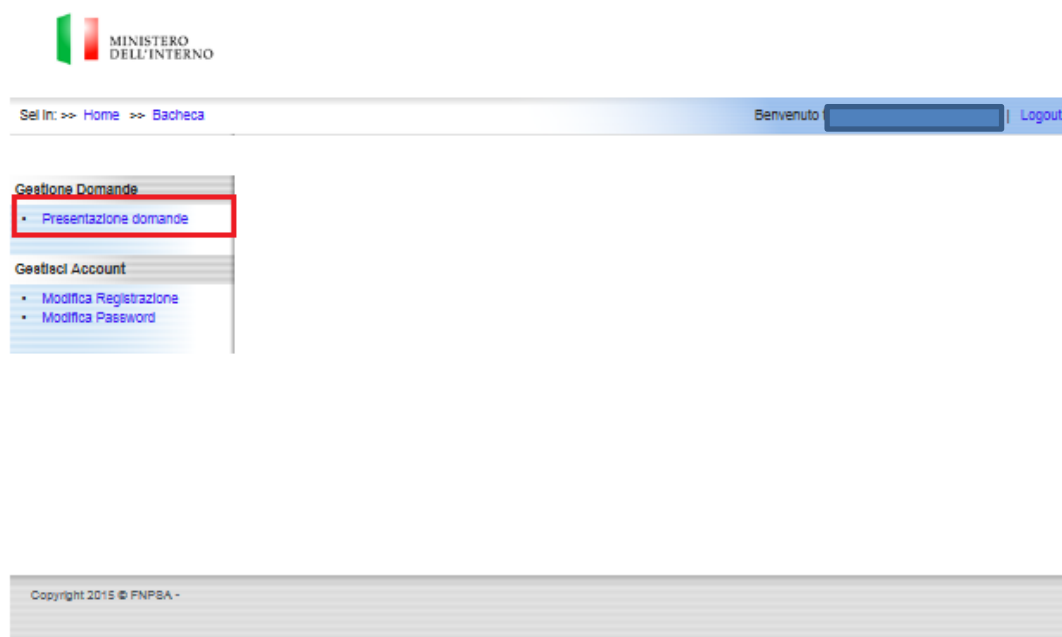 MINISTERO
DELL'INTERNO
Sei in: >> Home >> Bacheca
Benvenuto | Logout
Gestione Domande
• Presentazione domande
Gestisci Account
• Modifica Registrazione
• Modifica Password
Copyright 2015 © FNPSA -